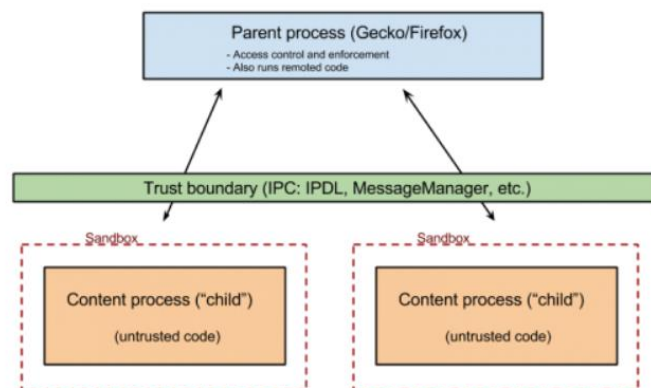 Parent process (Gecko/Firefox)
- Access control and enforcement
- Also runs remoted code
Trust boundary (IPC: IPDL, MessageManager, etc.)
Sandbox
Content process (“child”)
(untrusted code)
Sandbox
Content process (“child”)
(untrusted code)